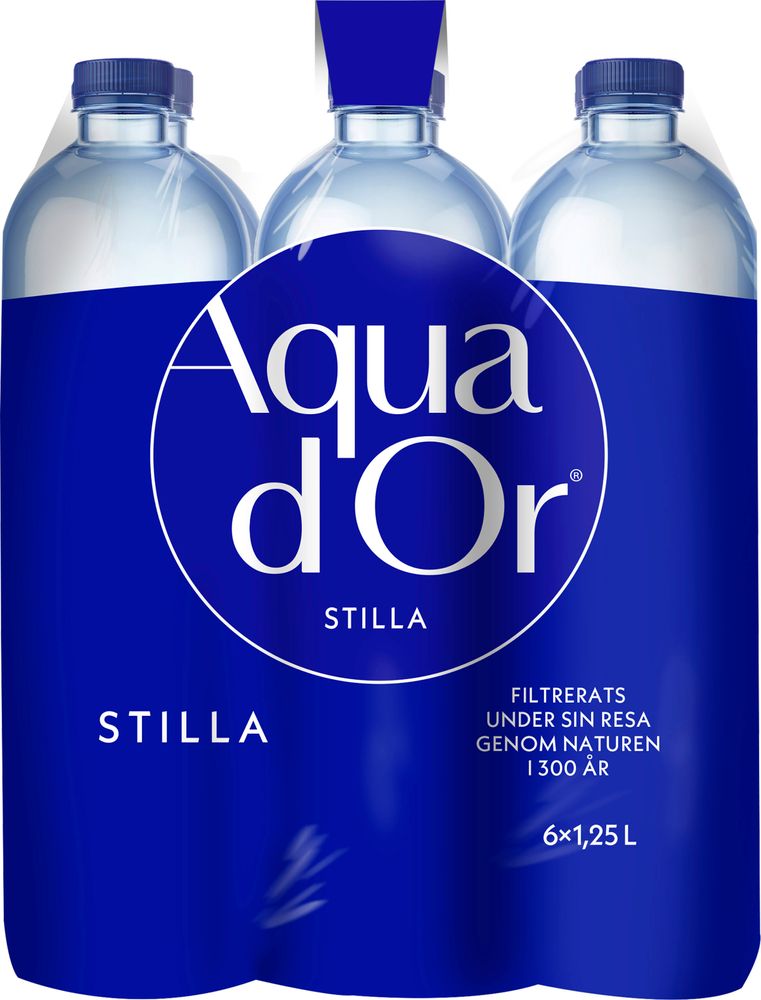 Aqua
d'Or®
STILLA
STILLA
FILTRERATS
UNDER SIN RESA
GENOM NATUREN
I 300 ÅR
6×1,25 L